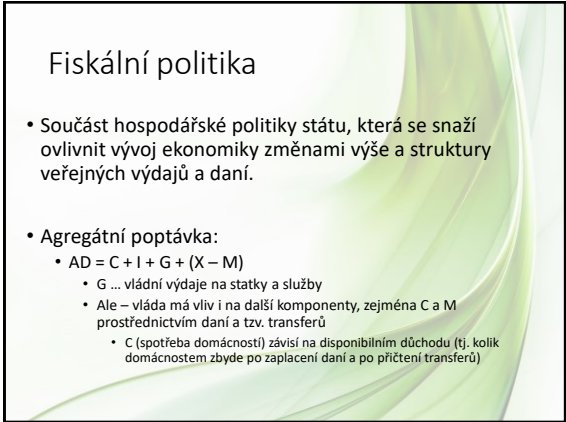 Fiskální politika
• Součást hospodářské politiky státu, která se snaží
ovlivnit vývoj ekonomiky změnami výše a struktury
veřejných výdajů a daní.
• Agregátní poptávka:
• AD = C + I + G + (X – M)
• G … vládní výdaje na statky a služby
• Ale – vláda má vliv i na další komponenty, zejména C a M
prostřednictvím daní a tzv. transferů
• C (spotřeba domácností) závisí na disponibilním důchodu (tj. kolik
domácnostem zbyde po zaplacení daní a po přičtení transferů)